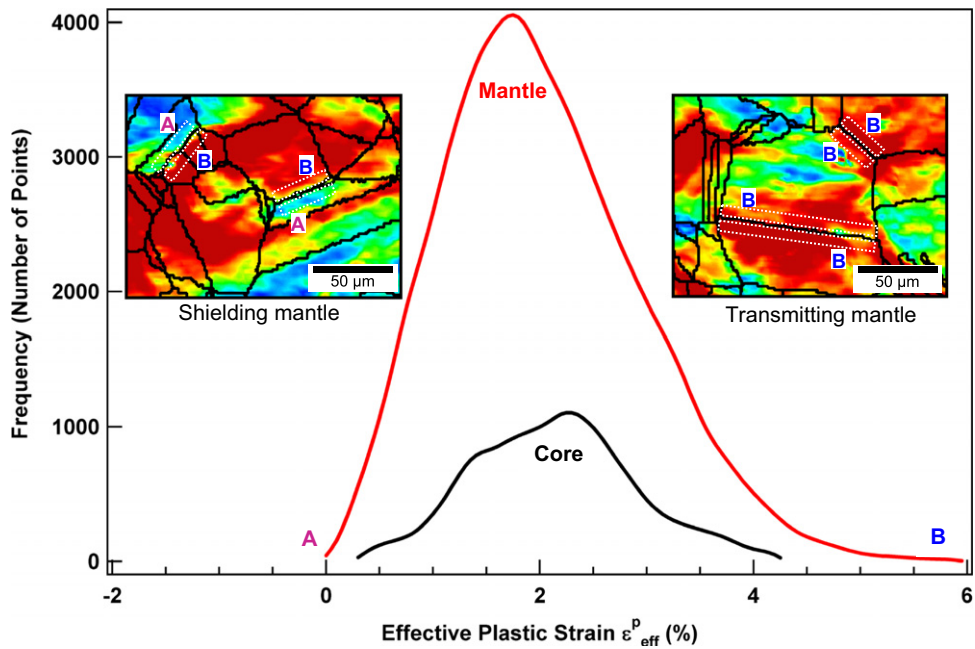 4000
3000
2000
1000
0
Frequency (Number of Points)
A
B
B
A
50 µm
Shielding mantle
Mantle
B
B
B
B
50 µm
Transmitting mantle
Core
A
B
-2
0
2
4
6
Effective Plastic Strain ε^p_eff (%)